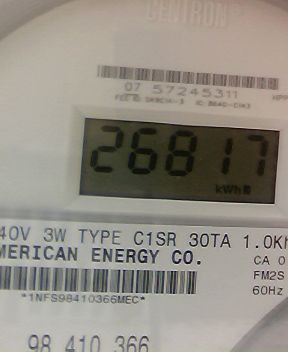 CENTRON®
07 57245311
26817
kWh
40V 3W TYPE C1SR 30TA 1.0Kh
MERICAN ENERGY CO.
CA 0
FM2S
60Hz
*1NFS98410366MEC*
98 410 366